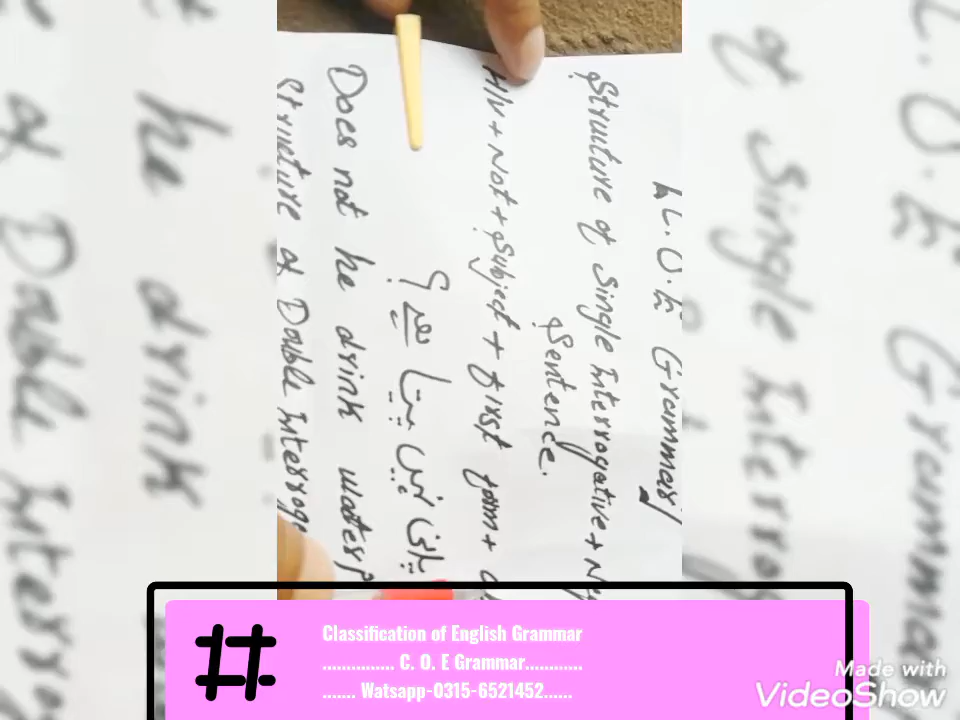 C.O.E Grammar
Structure of Single Interrogative +
Sentence.
H/V + Not + Subject + first form +
پانی نہیں پیتا ہے؟
Does not he drink water?
Structure of Double Interroga
Classification of English Grammar
............... C. O. E Grammar............
....... Watsapp-0315-6521452......
Made with
VideoShow